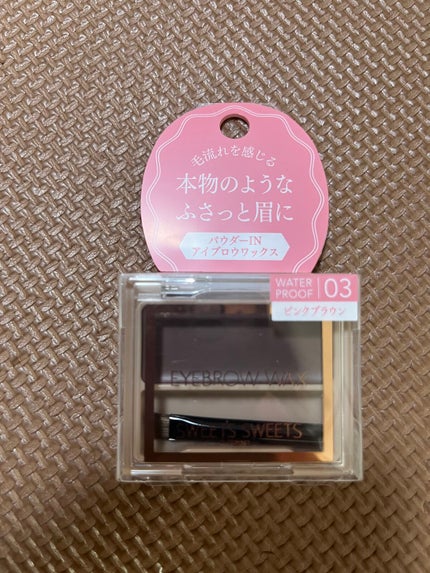 毛流れを感じる
本物のような
ふさっと眉に
パウダーIN
アイブロウワックス
WATER
PROOF
03
ピンクブラウン
EYEBROW WAX
SWEETS SWEETS